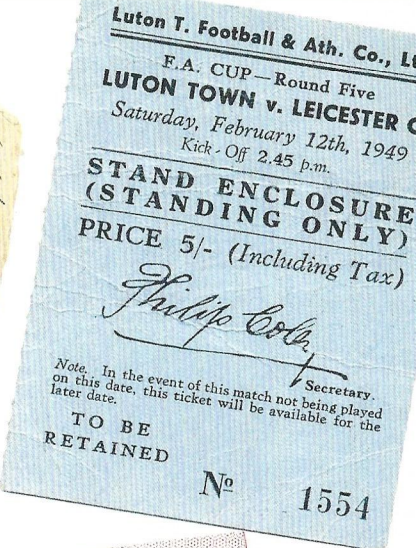 Luton T. Football & Ath. Co., Lt
F.A. CUP—Round Five
LUTON TOWN v. LEICESTER C
Saturday, February 12th, 1949
Kick-Off 2.45 p.m.
STAND ENCLOSURE
(STANDING ONLY)
PRICE 5/- (Including Tax)
Philip Cole
Secretary.
Note. In the event of this match not being played
on this date, this ticket will be available for the
later date.
TO BE
RETAINED
Nº 1554